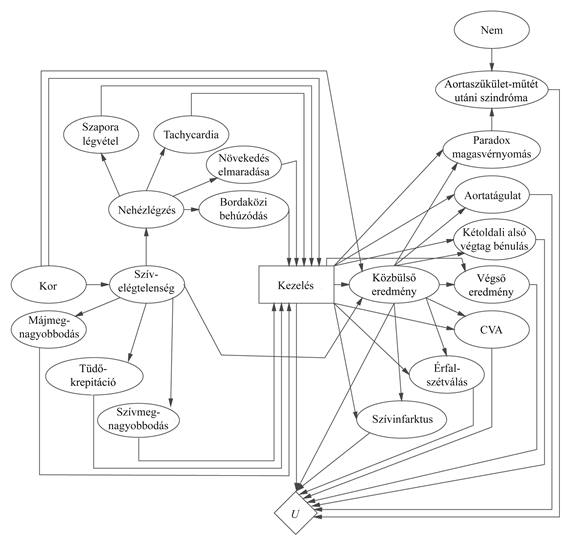 Nem
Aortaszűkület-műtét
utáni szindróma
Szapora
légvétel
Tachycardia
Paradox
magasvérnyomás
Növekedés
elmaradása
Nehézlégzés
Bordaközi
behúzódás
Aortatágulat
Kétoldali alsó
végtag bénulás
Kor
Szív-
elégtelenség
Kezelés
Közbülső
eredmény
Végső
eredmény
Májmeg-
nagyobbodás
CVA
Tüdő-
krepitáció
Érfal-
szétválás
Szívmeg-
nagyobbodás
Szívinfarktus
U